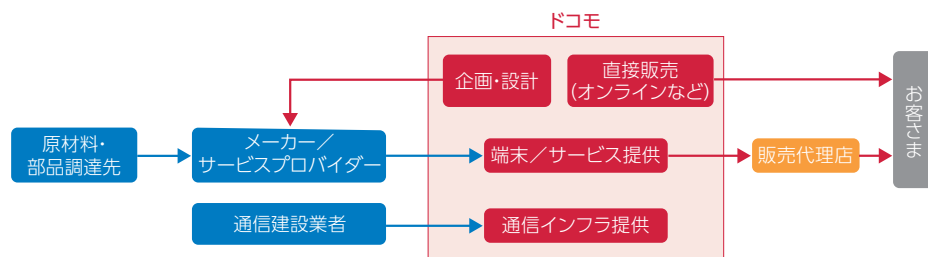 ドコモ
企画・設計
直接販売
(オンラインなど)
お客さま
原材料・
部品調達先
メーカー／
サービスプロバイダー
端末／サービス提供
販売代理店
通信建設業者
通信インフラ提供